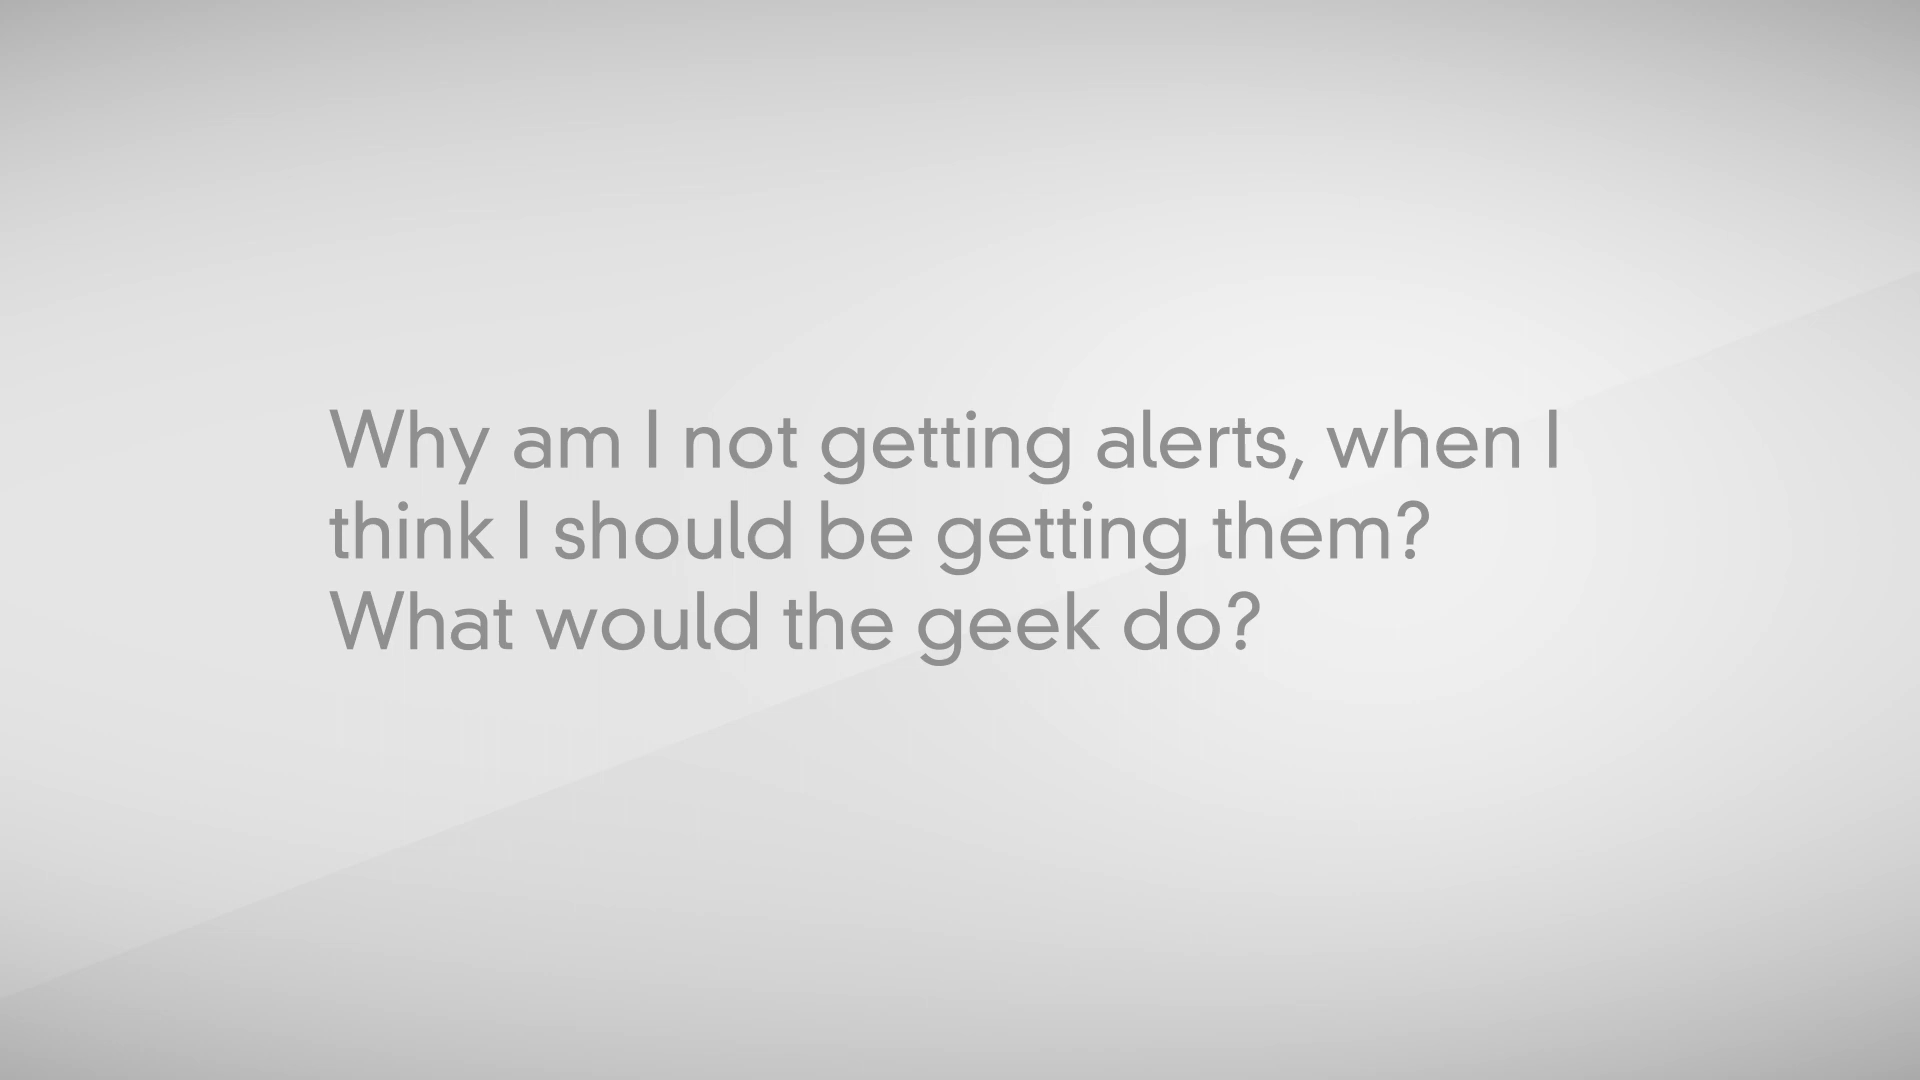 Why am I not getting alerts, when I
think I should be getting them?
What would the geek do?